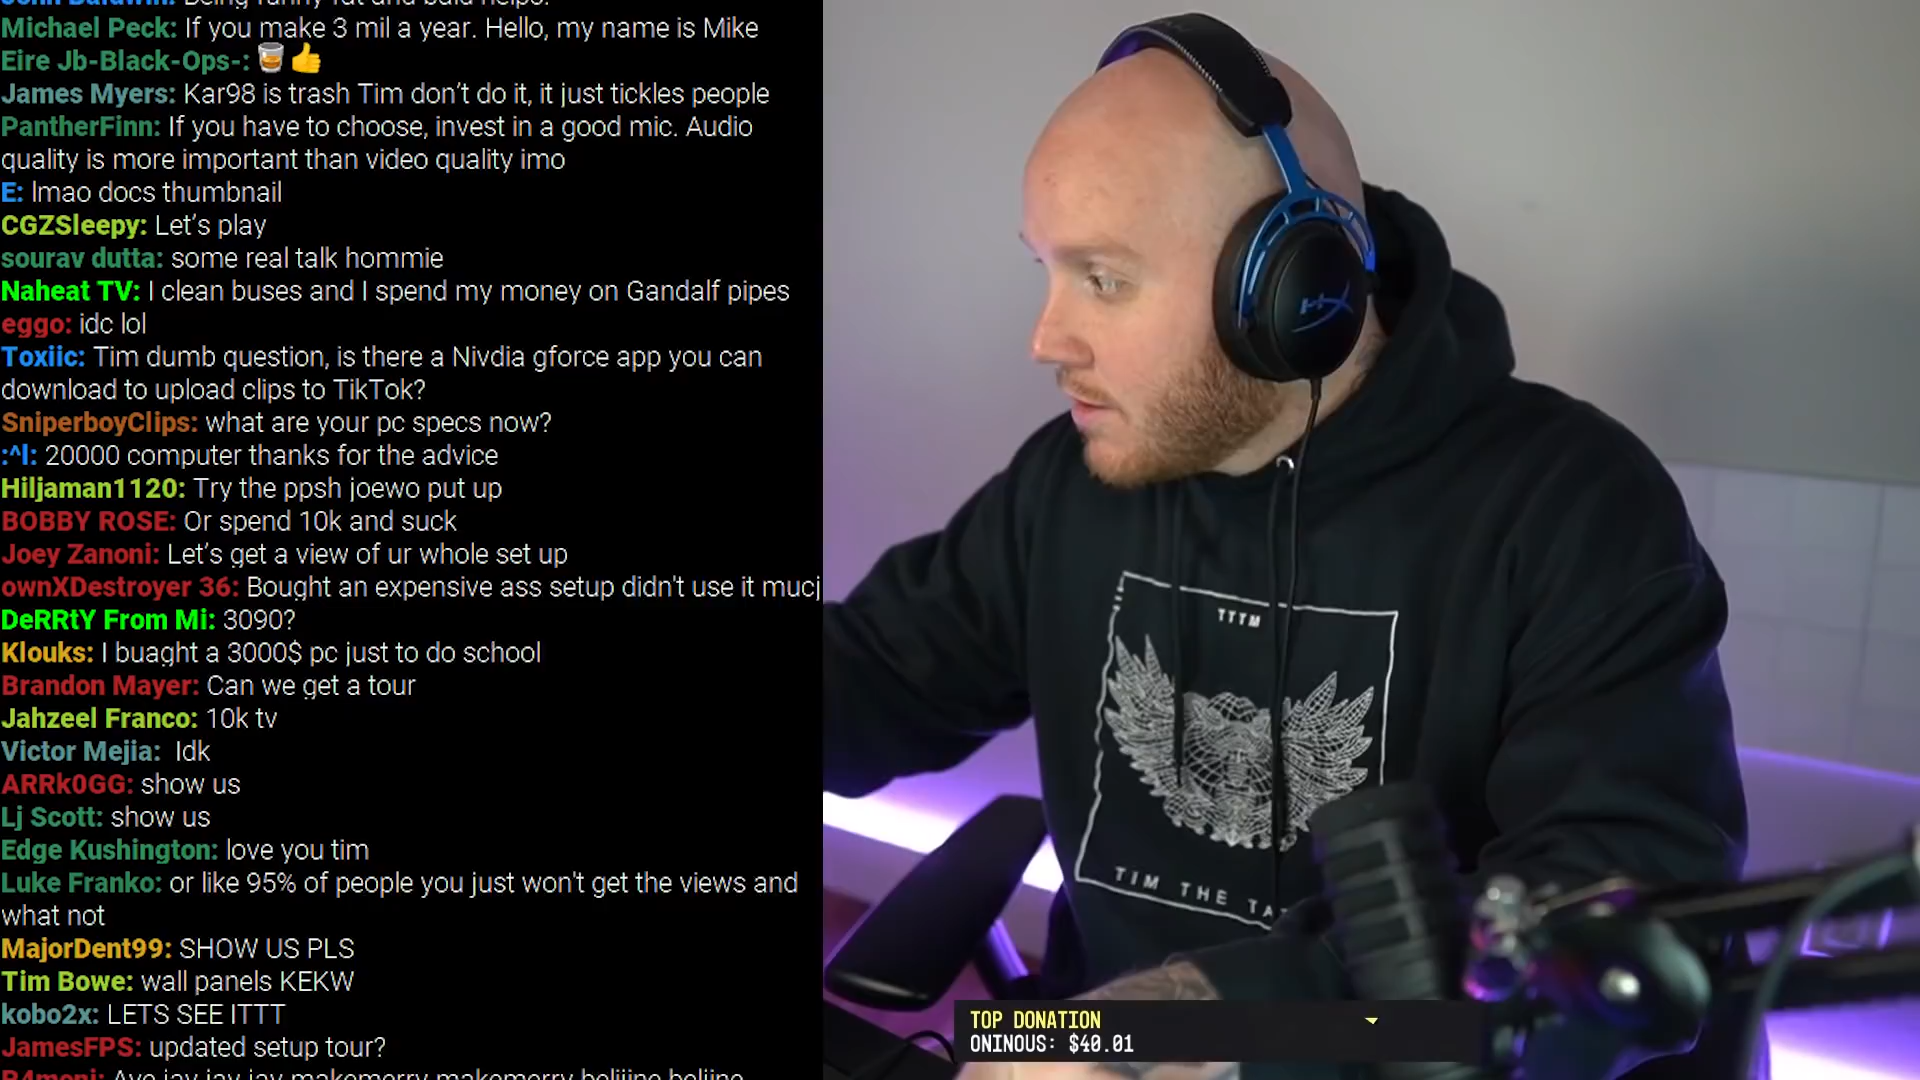 John Baldwin: Being funny fat and bald helps.
Michael Peck: If you make 3 mil a year. Hello, my name is Mike
Eire Jb-Black-Ops-: 🥃👍
James Myers: Kar98 is trash Tim don’t do it, it just tickles people
PantherFinn: If you have to choose, invest in a good mic. Audio
quality is more important than video quality imo
E: lmao docs thumbnail
CGZSleepy: Let’s play
sourav dutta: some real talk hommie
Naheat TV: I clean buses and I spend my money on Gandalf pipes
eggo: idc lol
Toxiic: Tim dumb question, is there a Nivdia gforce app you can
download to upload clips to TikTok?
SniperboyClips: what are your pc specs now?
:^l: 20000 computer thanks for the advice
Hiljaman1120: Try the ppsh joewo put up
BOBBY ROSE: Or spend 10k and suck
Joey Zanoni: Let’s get a view of ur whole set up
ownXDestroyer 36: Bought an expensive ass setup didn't use it mucj
DeRRtY From Mi: 3090?
Klouks: I buaght a 3000$ pc just to do school
Brandon Mayer: Can we get a tour
Jahzeel Franco: 10k tv
Victor Mejia: Idk
ARRk0GG: show us
Lj Scott: show us
Edge Kushington: love you tim
Luke Franko: or like 95% of people you just won't get the views and
what not
MajorDent99: SHOW US PLS
Tim Bowe: wall panels KEKW
kobo2x: LETS SEE ITTT
JamesFPS: updated setup tour?
TTTM
TIM THE TA
HX
TOP DONATION
ONINOUS: $40.01